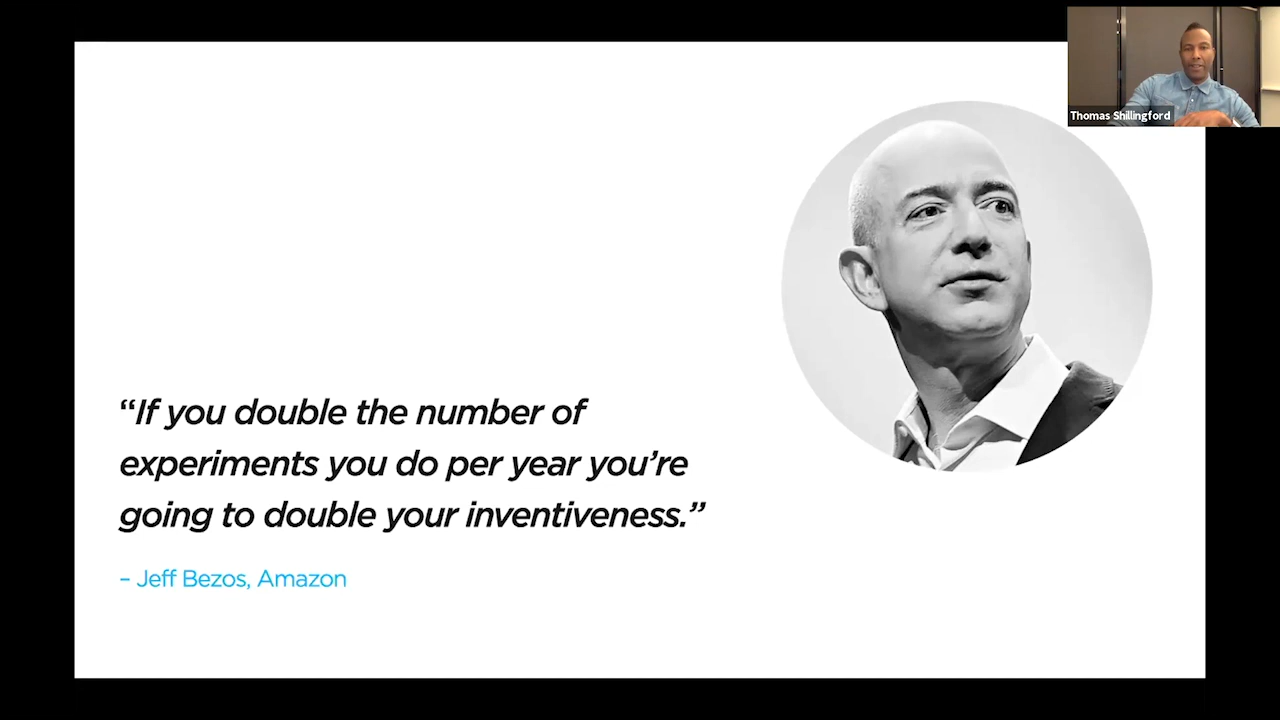 Thomas Shillingford
“If you double the number of
experiments you do per year you’re
going to double your inventiveness.”
– Jeff Bezos, Amazon